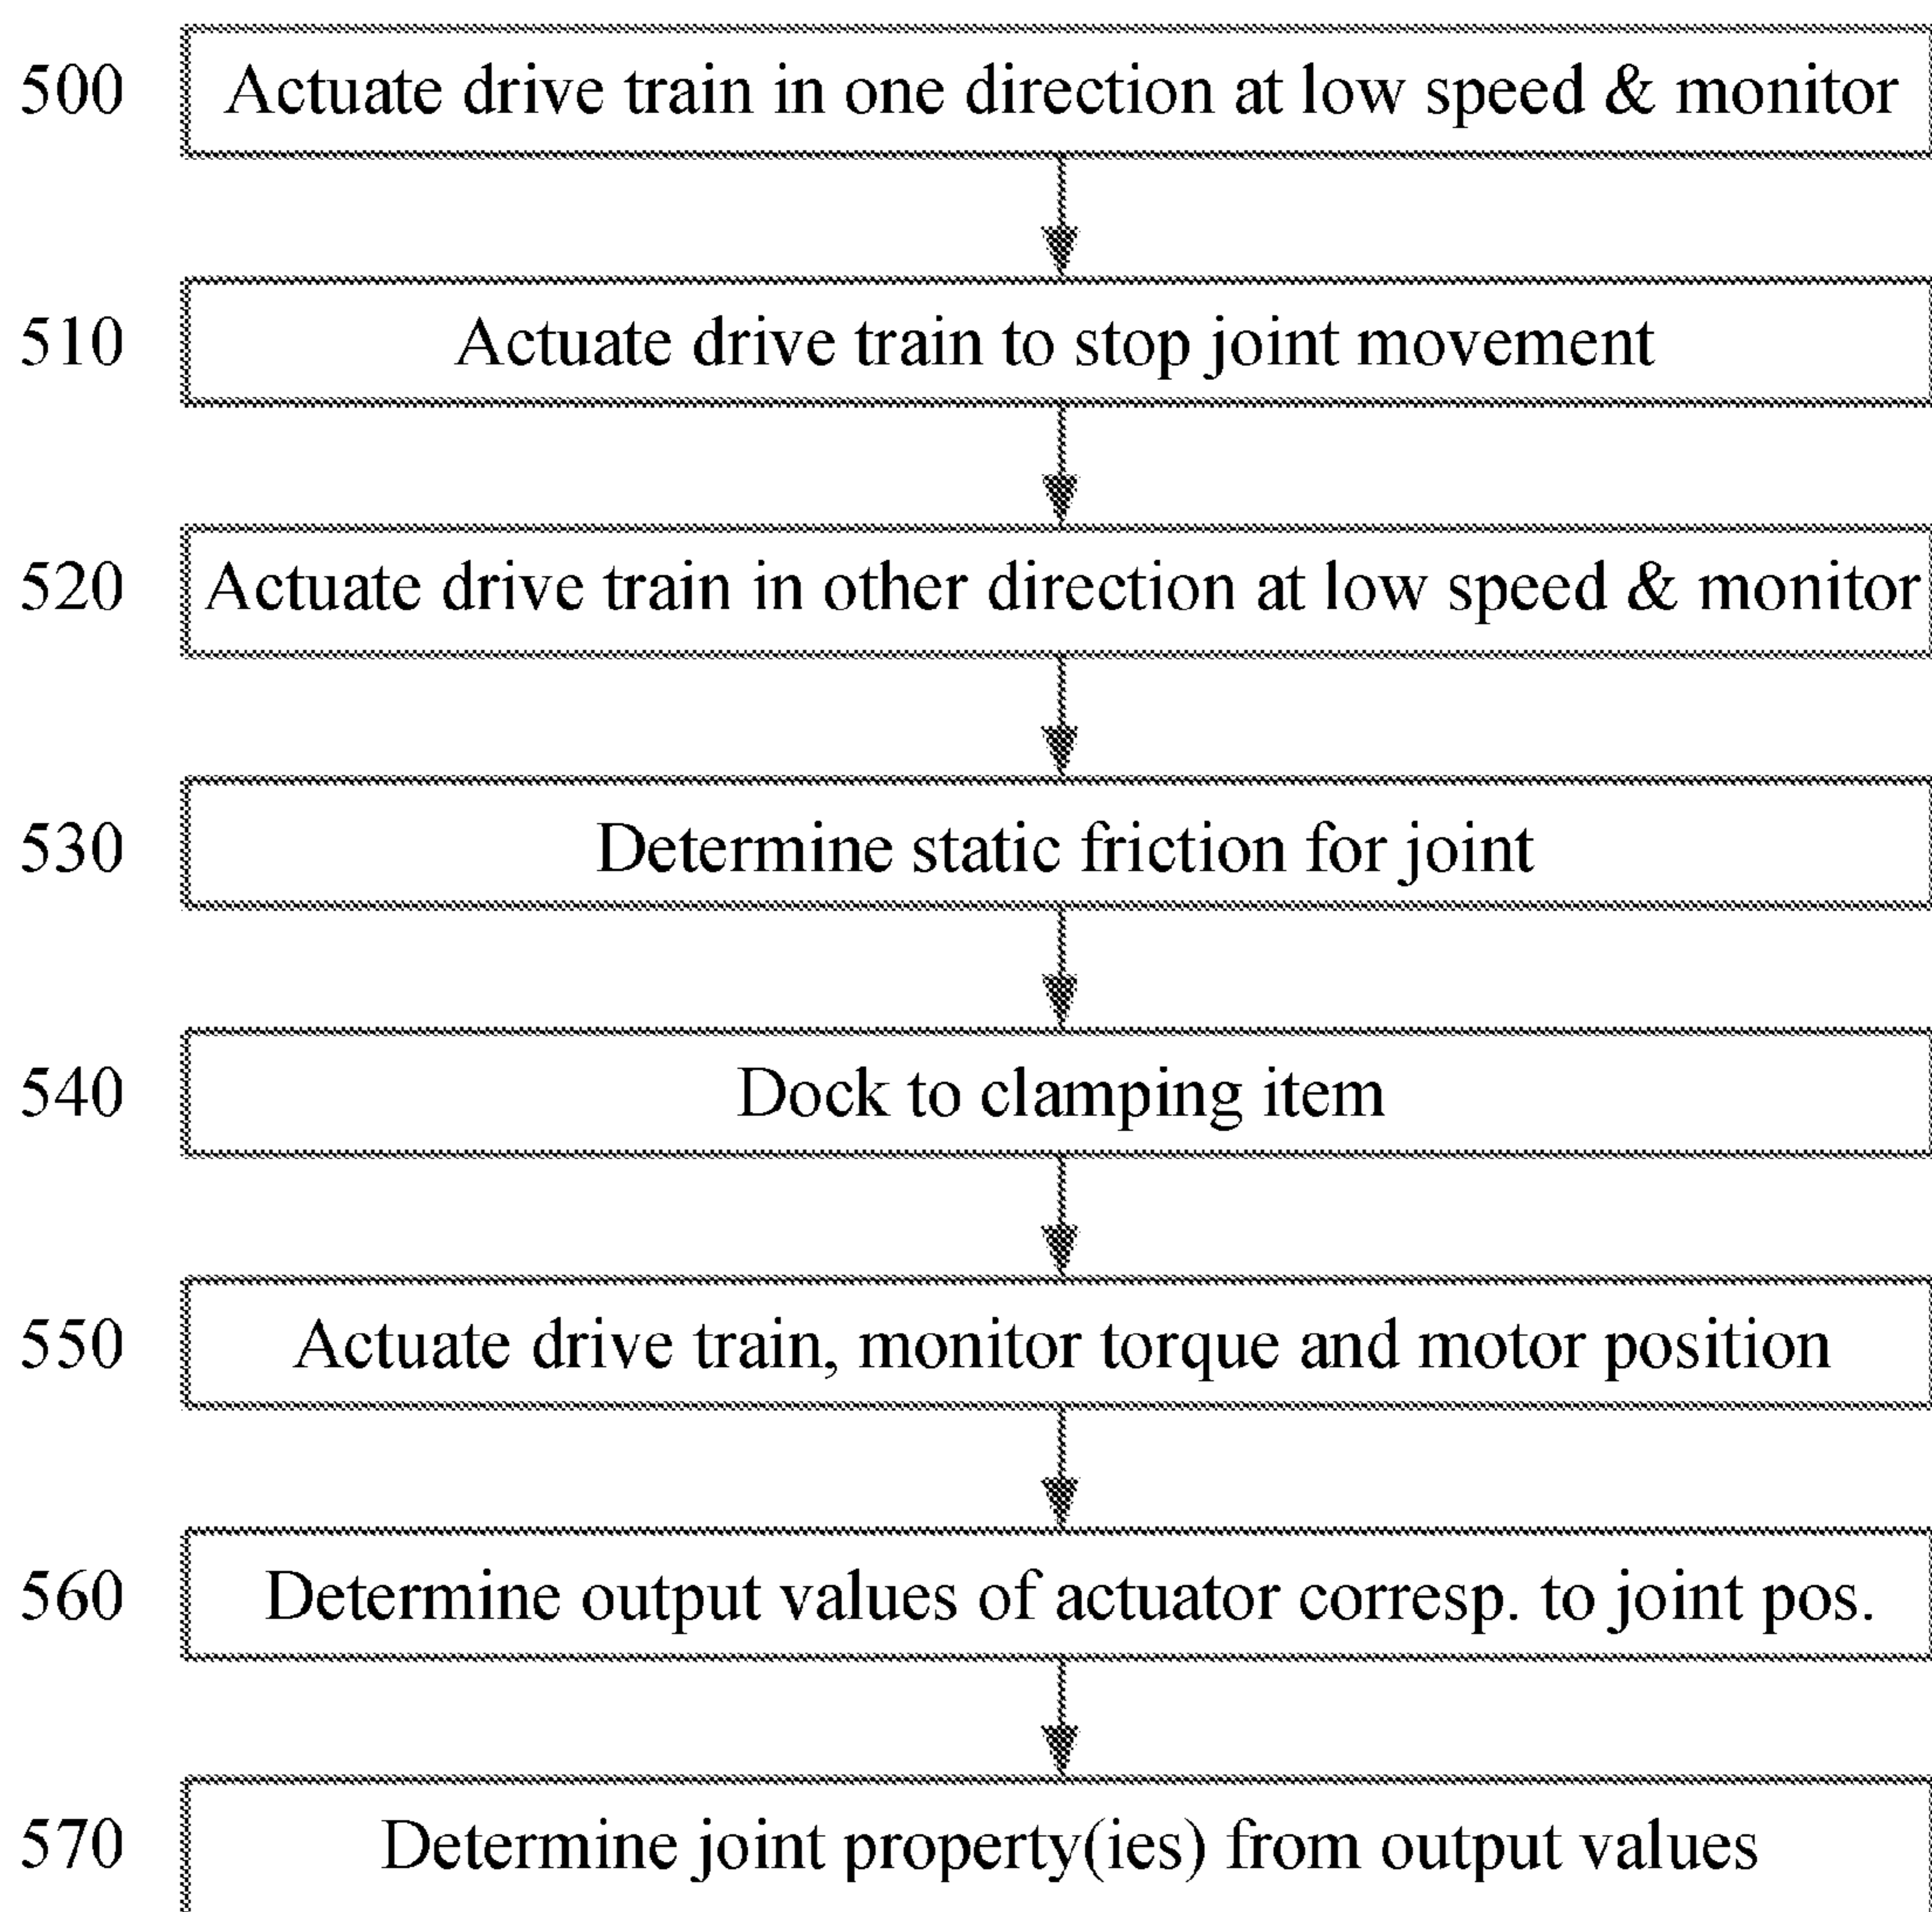 500 Actuate drive train in one direction at low speed & monitor
510 Actuate drive train to stop joint movement
520 Actuate drive train in other direction at low speed & monitor
530 Determine static friction for joint
540 Dock to clamping item
550 Actuate drive train, monitor torque and motor position
560 Determine output values of actuator corresp. to joint pos.
570 Determine joint property(ies) from output values